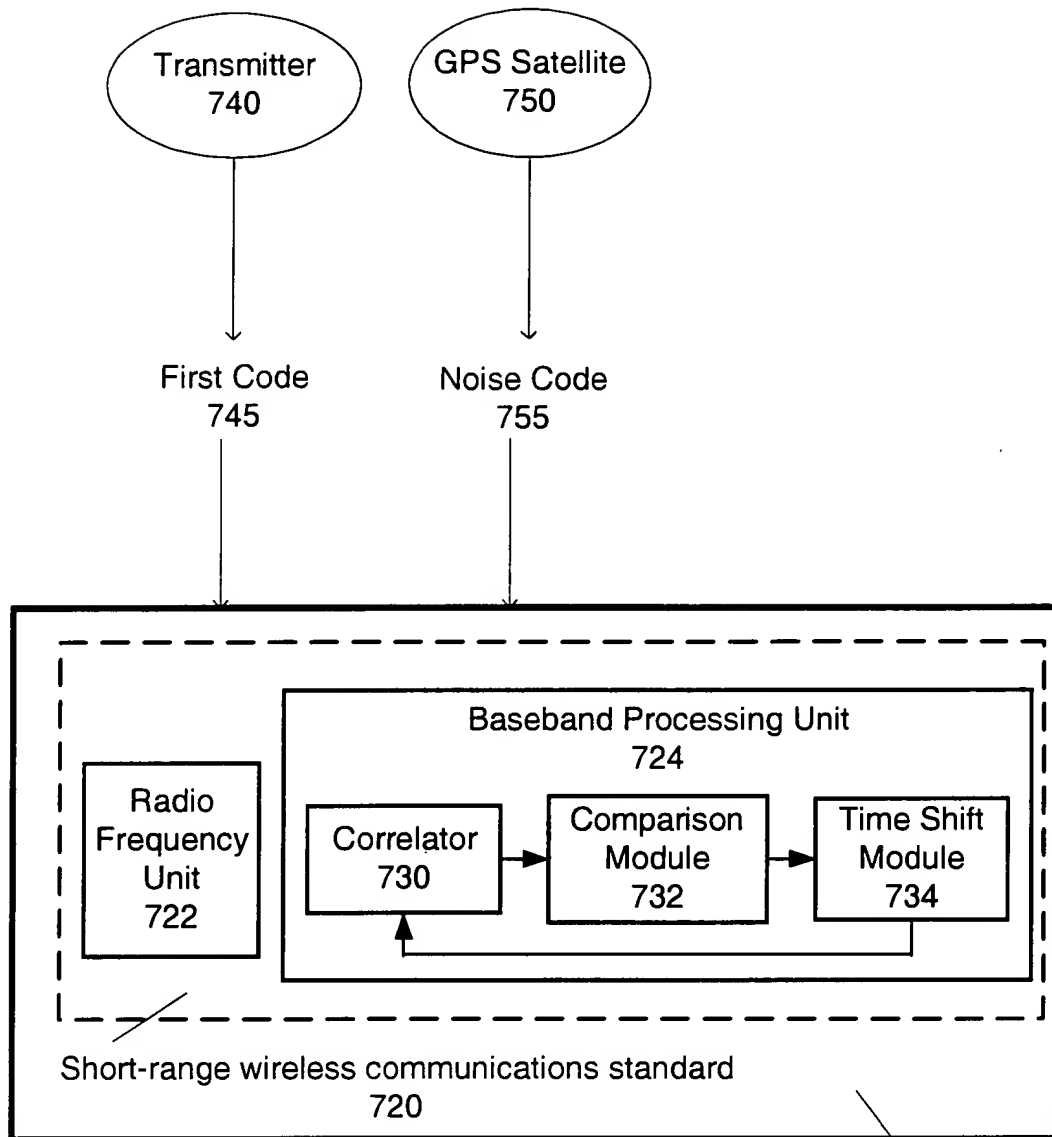 Transmitter
740
GPS Satellite
750
First Code
745
Noise Code
755
Baseband Processing Unit
724
Radio
Frequency
Unit
722
Correlator
730
Comparison
Module
732
Time Shift
Module
734
Short-range wireless communications standard
720